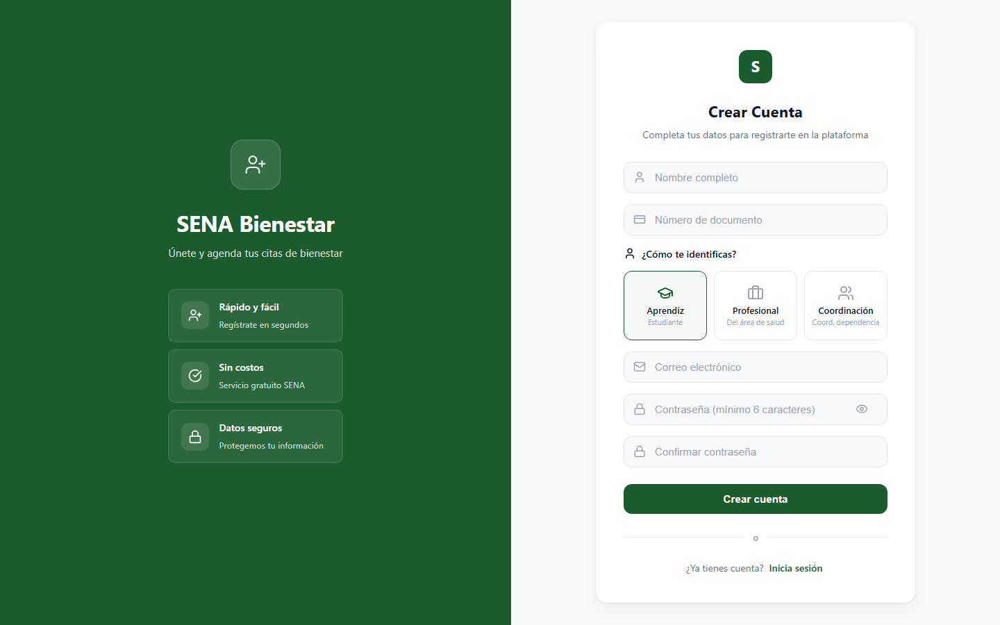 SENA Bienestar
Únete y agenda tus citas de bienestar
Rápido y fácil
Regístrate en segundos
Sin costos
Servicio gratuito SENA
Datos seguros
Protegemos tu información
S
Crear Cuenta
Completa tus datos para registrarte en la plataforma
Nombre completo
Número de documento
¿Cómo te identificas?
Aprendiz
Estudiante
Profesional
Del área de salud
Coordinación
Coord. dependencia
Correo electrónico
Contraseña (mínimo 6 caracteres)
Confirmar contraseña
Crear cuenta
o
¿Ya tienes cuenta? Inicia sesión